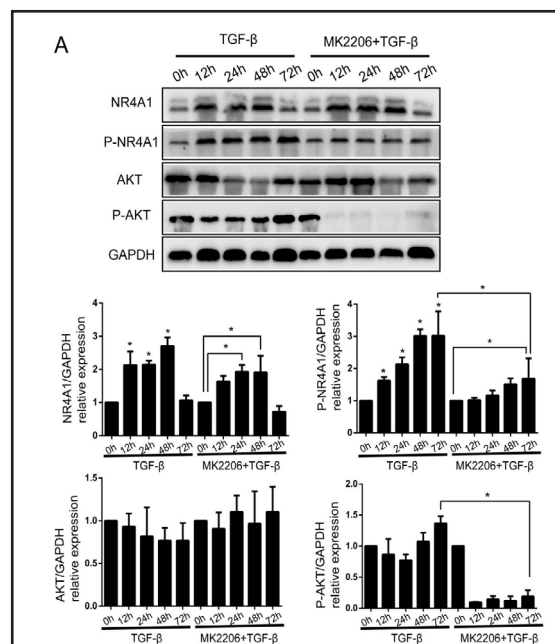 A
TGF-β MK2206+TGF-β
0h 12h 24h 48h 72h 0h 12h 24h 48h 72h
NR4A1
P-NR4A1
AKT
P-AKT
GAPDH
NR4A1/GAPDH
relative expression
4
3
2
1
0
* * * * *
0h 12h 24h 48h 72h 0h 12h 24h 48h 72h
TGF-β MK2206+TGF-β
P-NR4A1/GAPDH
relative expression
4
3
2
1
0
* * * * * *
0h 12h 24h 48h 72h 0h 12h 24h 48h 72h
TGF-β MK2206+TGF-β
AKT/GAPDH
relative expression
1.5
1.0
0.5
0.0
0h 12h 24h 48h 72h 0h 12h 24h 48h 72h
TGF-β MK2206+TGF-β
P-AKT/GAPDH
relative expression
2.0
1.5
1.0
0.5
0.0
*
0h 12h 24h 48h 72h 0h 12h 24h 48h 72h
TGF-β MK2206+TGF-β